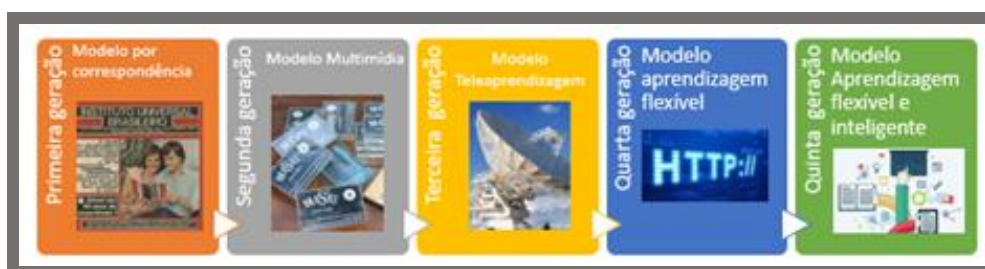 Primeira geração
Modelo por
correspondência
INSTITUTO UNIVERSAL
BRASILEIRO
Segunda geração
Modelo Multimídia
Terceira geração
Modelo
Teleaprendizagem
Quarta geração
Modelo
aprendizagem
flexível
HTTP://
Quinta geração
Modelo
Aprendizagem
flexível e
inteligente